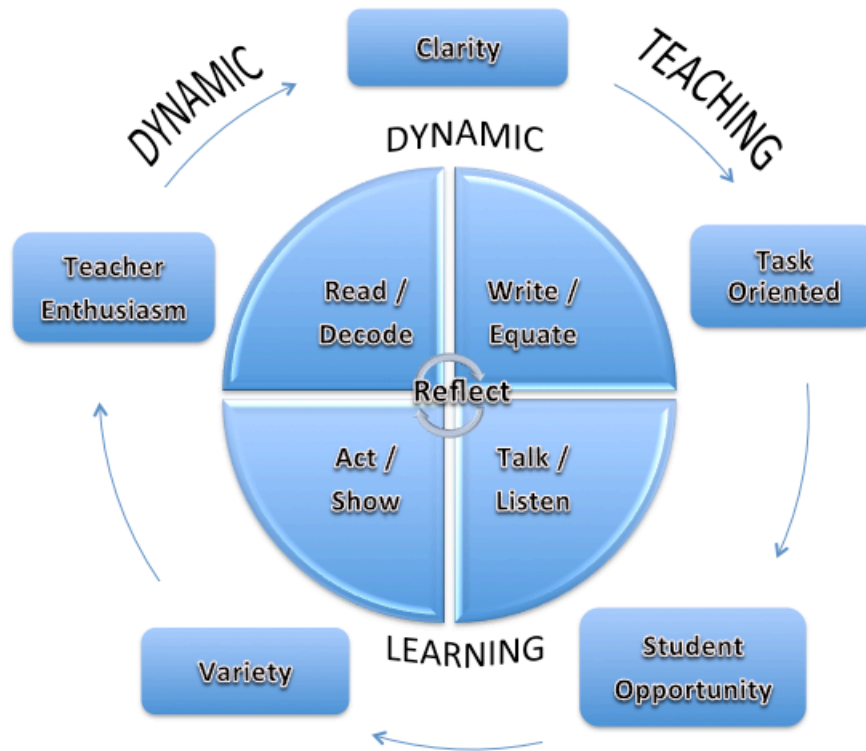 DYNAMIC
TEACHING
Clarity
Task
Oriented
Student
Opportunity
Variety
Teacher
Enthusiasm
DYNAMIC
Read /
Decode
Write /
Equate
Reflect
Act /
Show
Talk /
Listen
LEARNING